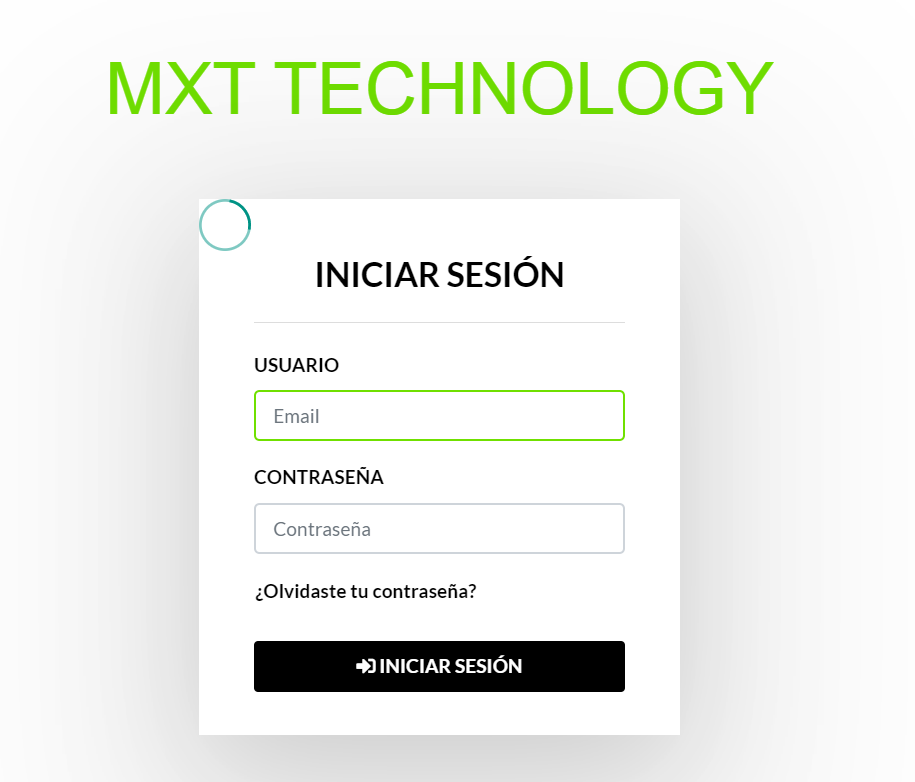 MXT TECHNOLOGY
INICIAR SESIÓN
USUARIO
Email
CONTRASEÑA
Contraseña
¿Olvidaste tu contraseña?
INICIAR SESIÓN